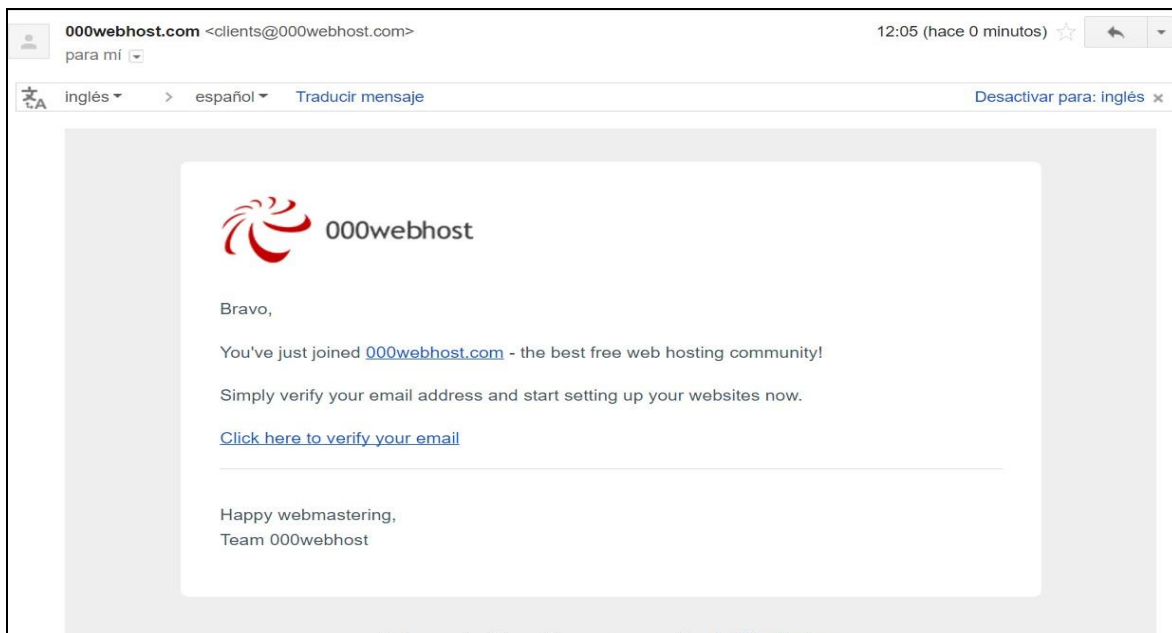 000webhost.com <clients@000webhost.com> 12:05 (hace 0 minutos)
para mí
inglés > español Traducir mensaje Desactivar para: inglés x
000webhost
Bravo,
You've just joined 000webhost.com - the best free web hosting community!
Simply verify your email address and start setting up your websites now.
Click here to verify your email
Happy webmastering,
Team 000webhost